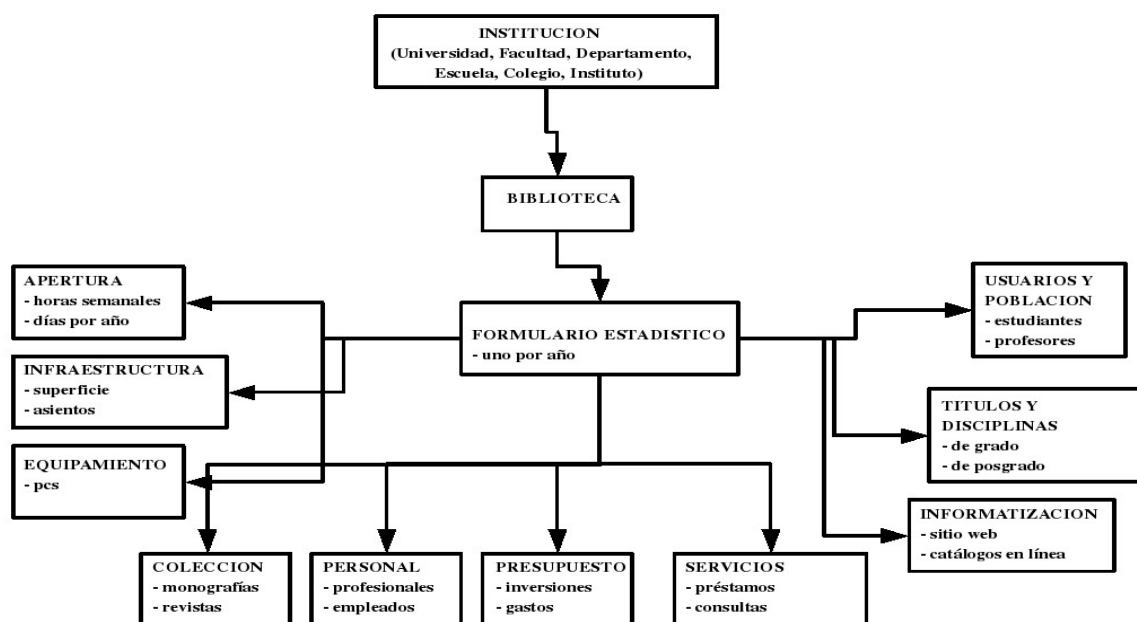 INSTITUCION
(Universidad, Facultad, Departamento,
Escuela, Colegio, Instituto)
BIBLIOTECA
FORMULARIO ESTADISTICO
- uno por año
APERTURA
- horas semanales
- días por año
INFRAESTRUCTURA
- superficie
- asientos
EQUIPAMIENTO
- pcs
COLECCION
- monografías
- revistas
PERSONAL
- profesionales
- empleados
PRESUPUESTO
- inversiones
- gastos
SERVICIOS
- préstamos
- consultas
USUARIOS Y
POBLACION
- estudiantes
- profesores
TITULOS Y
DISCIPLINAS
- de grado
- de posgrado
INFORMATIZACION
- sitio web
- catálogos en línea